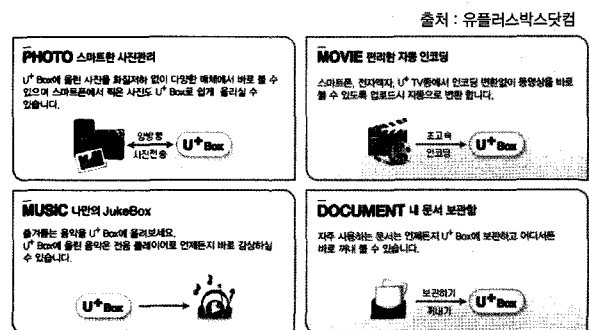 출처 : 유플러스박스닷컴
PHOTO 스마트한 사진관리
U+ Box에 올린 사진을 화질저하 없이 다양한 매체에서 바로 볼 수
있으며 스마트폰에서 찍은 사진도 U+ Box로 쉽게 올리실 수
있습니다.
양방향
사진전송
U+ Box
MOVIE 편리한 자동 인코딩
스마트폰, 전자액자, U+ TV등에서 인코딩 변환없이 동영상을 바로
볼 수 있도록 업로드시 자동으로 변환 합니다.
초고속
인코딩
U+ Box
MUSIC 나만의 JukeBox
즐겨듣는 음악을 U+ Box에 올려보세요.
U+ Box에 올린 음악은 전용 플레이어로 언제든지 바로 감상하실
수 있습니다.
U+ Box
DOCUMENT 내 문서 보관함
자주 사용하는 문서는 언제든지 U+ Box에 보관하고 어디서든
바로 꺼내 볼 수 있습니다.
보관하기
꺼내기
U+ Box